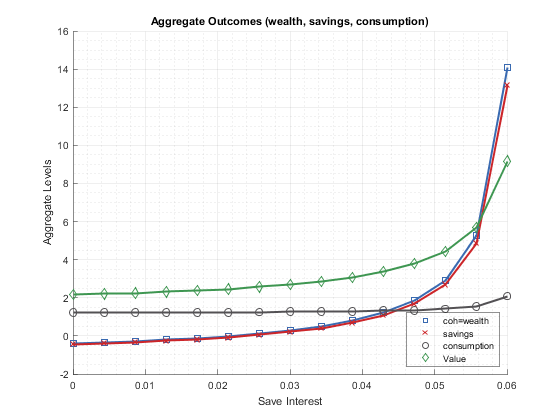 Aggregate Outcomes (wealth, savings, consumption)
16
14
12
10
8
6
4
2
0
-2
Aggregate Levels
0
0.01
0.02
0.03
0.04
0.05
0.06
Save Interest
coh=wealth
savings
consumption
Value